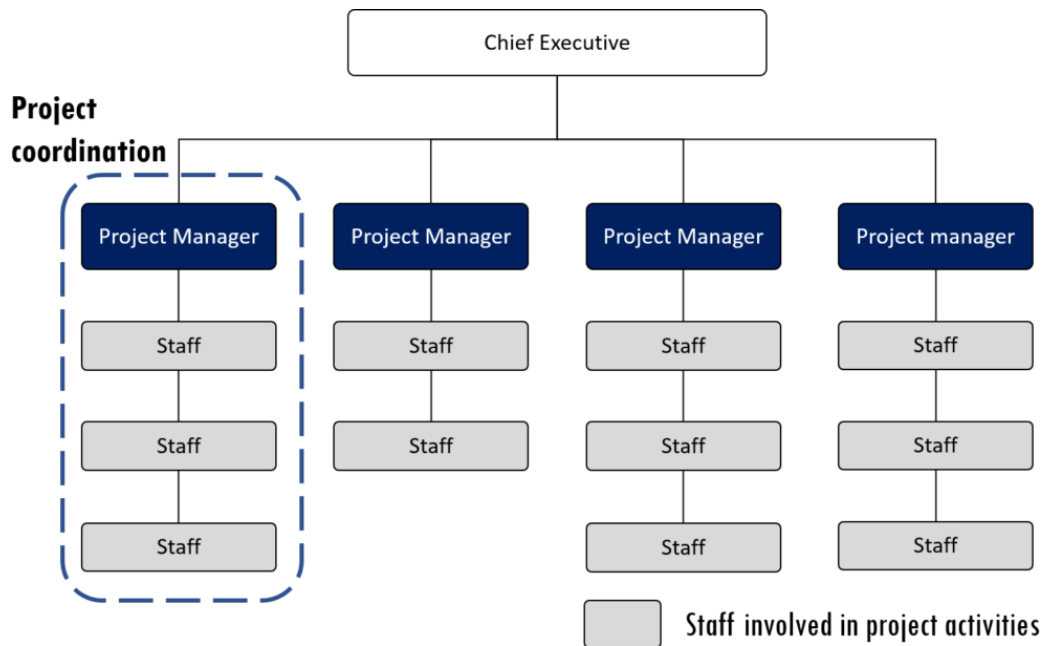 Chief Executive
Project
coordination
Project Manager
Project Manager
Project Manager
Project manager
Staff
Staff
Staff
Staff
Staff
Staff
Staff
Staff
Staff
Staff
Staff
Staff involved in project activities